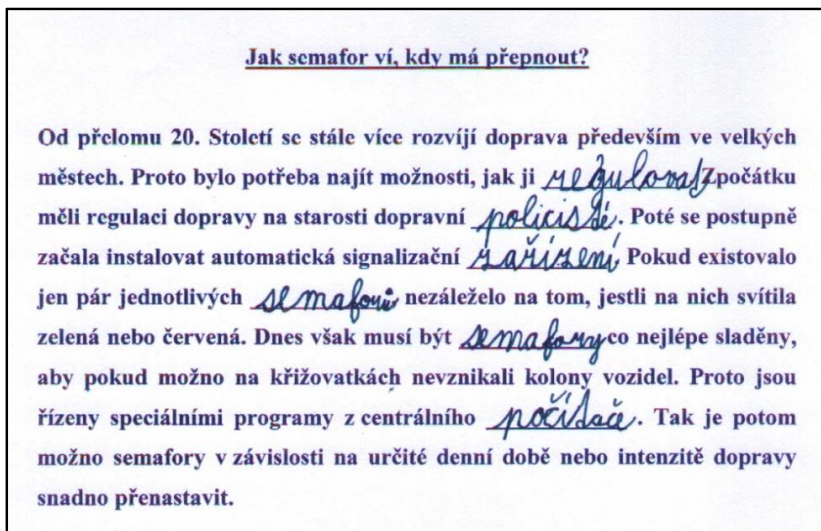 Jak semafor ví, kdy má přepnout?
Od přelomu 20. Století se stále více rozvíjí doprava především ve velkých
městech. Proto bylo potřeba najít možnosti, jak ji regulovat Zpočátku
měli regulaci dopravy na starosti dopravní policisté. Poté se postupně
začala instalovat automatická signalizační zařízení Pokud existovalo
jen pár jednotlivých semaforů nezáleželo na tom, jestli na nich svítila
zelená nebo červená. Dnes však musí být semafory co nejlépe sladěny,
aby pokud možno na křižovatkách nevznikali kolony vozidel. Proto jsou
řízeny speciálními programy z centrálního počítače. Tak je potom
možno semafory v závislosti na určité denní době nebo intenzitě dopravy
snadno přenastavit.